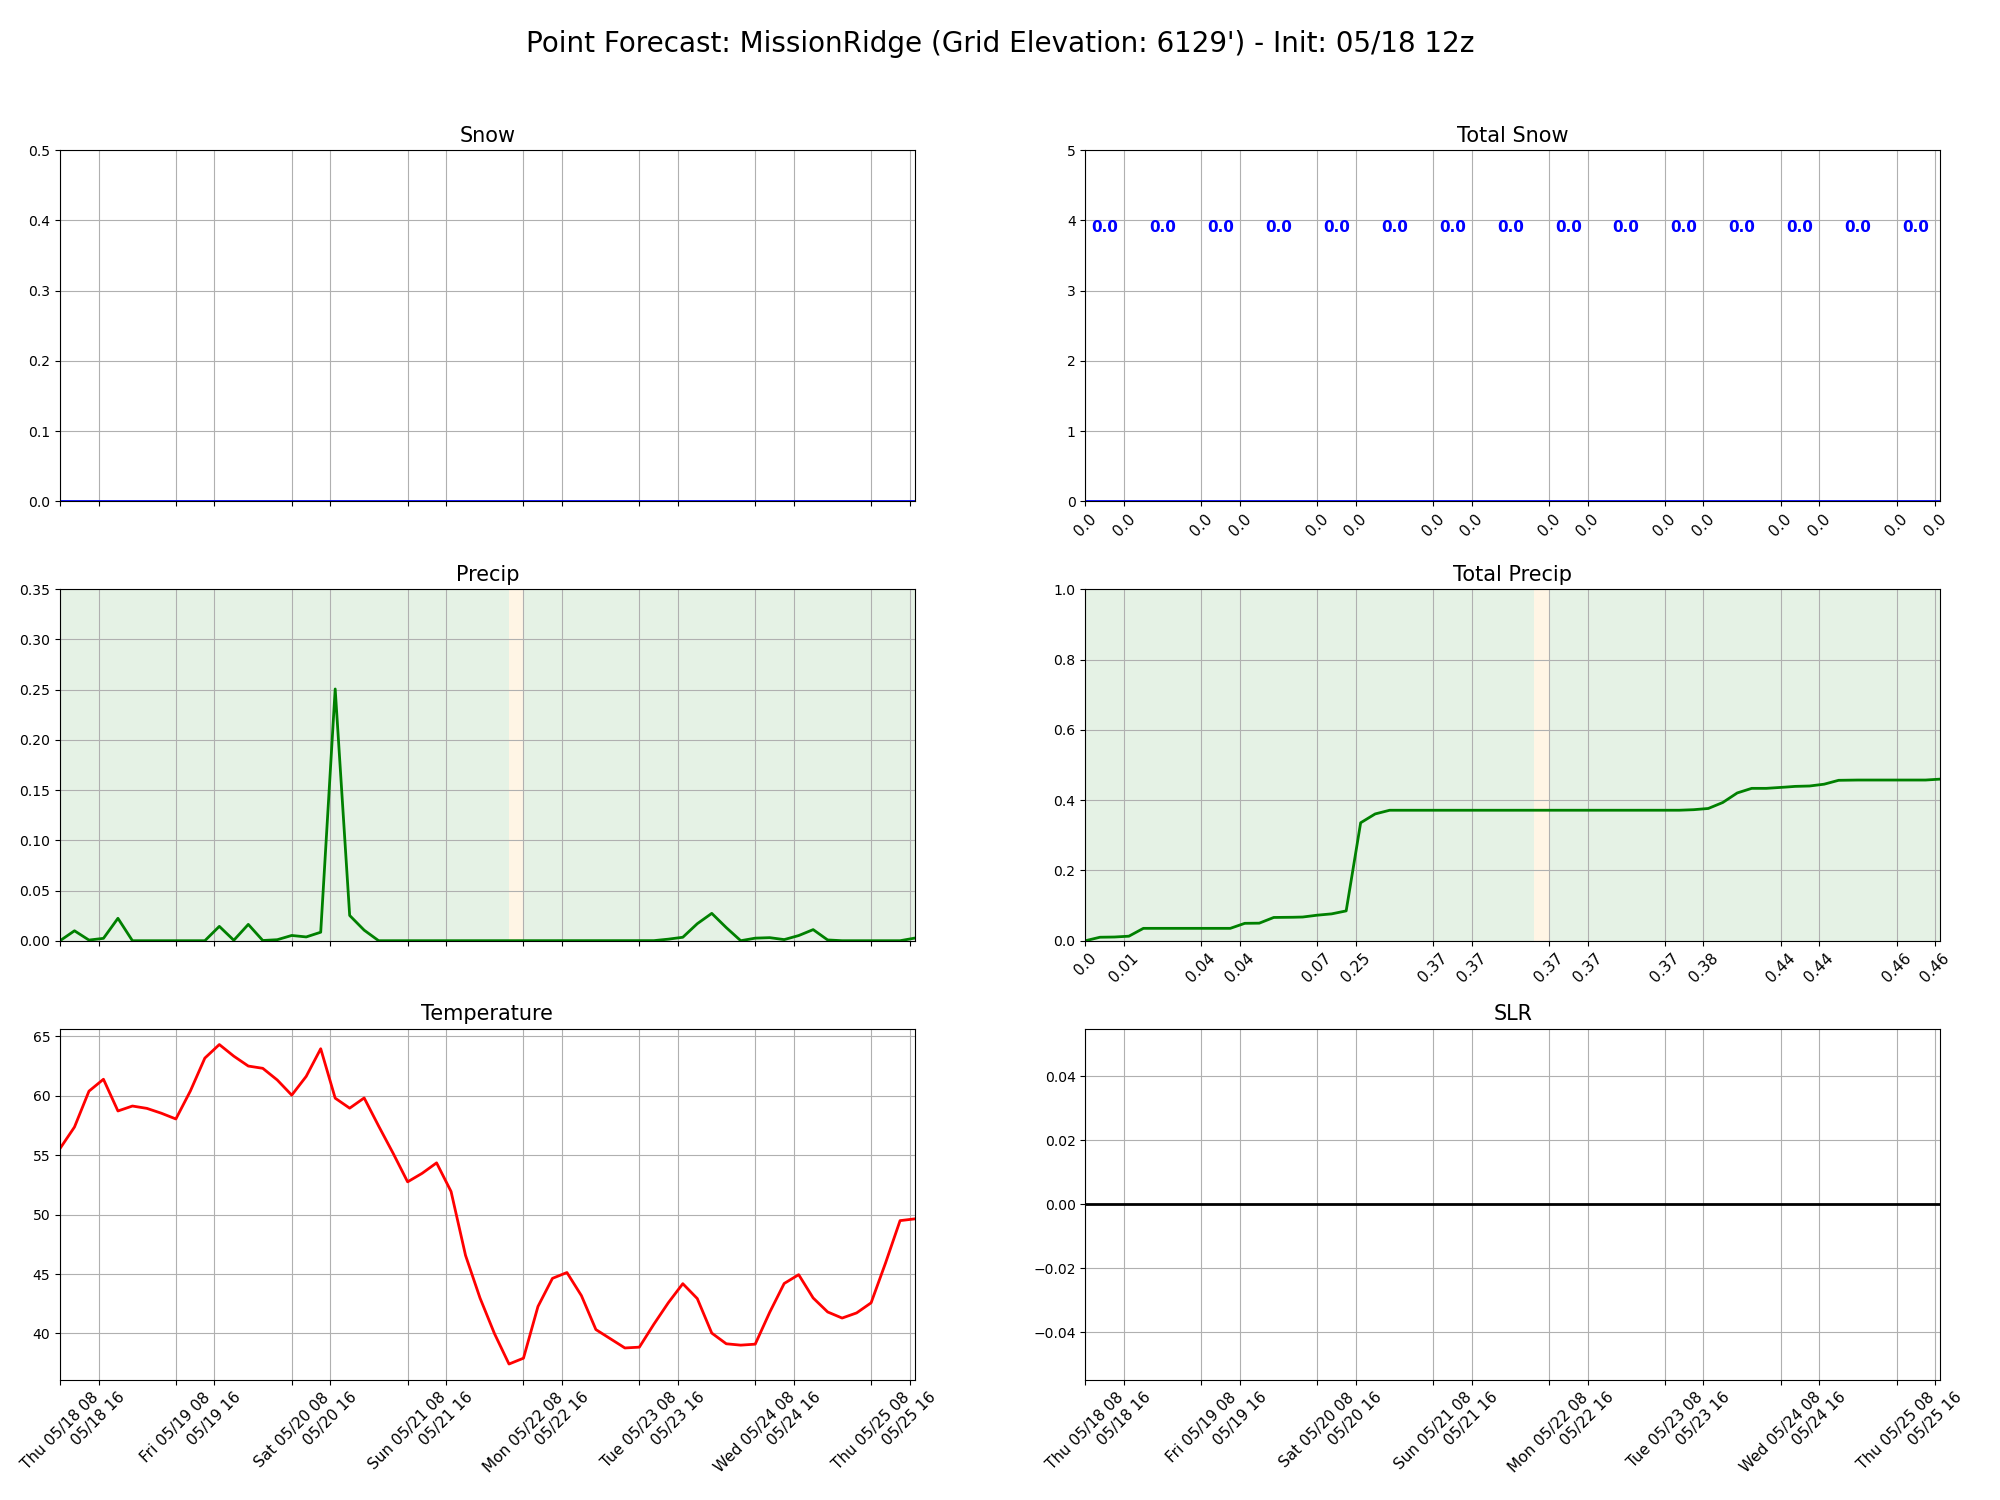 Point Forecast: MissionRidge (Grid Elevation: 6129') - Init: 05/18 12z
Snow
0.5
0.4
0.3
0.2
0.1
0.0
Total Snow
5
4
3
2
1
0
0.0 0.0 0.0 0.0 0.0 0.0 0.0 0.0 0.0 0.0 0.0 0.0 0.0 0.0 0.0
0.0 0.0 0.0 0.0 0.0 0.0 0.0 0.0 0.0 0.0 0.0 0.0 0.0 0.0 0.0 0.0
Precip
0.35
0.30
0.25
0.20
0.15
0.10
0.05
0.00
Total Precip
1.0
0.8
0.6
0.4
0.2
0.0
0.0 0.01 0.04 0.04 0.07 0.25 0.37 0.37 0.37 0.37 0.37 0.38 0.44 0.44 0.46 0.46
Temperature
65
60
55
50
45
40
Thu 05/18 08
05/18 16
Fri 05/19 08
05/19 16
Sat 05/20 08
05/20 16
Sun 05/21 08
05/21 16
Mon 05/22 08
05/22 16
Tue 05/23 08
05/23 16
Wed 05/24 08
05/24 16
Thu 05/25 08
05/25 16
SLR
0.04
0.02
0.00
−0.02
−0.04
Thu 05/18 08
05/18 16
Fri 05/19 08
05/19 16
Sat 05/20 08
05/20 16
Sun 05/21 08
05/21 16
Mon 05/22 08
05/22 16
Tue 05/23 08
05/23 16
Wed 05/24 08
05/24 16
Thu 05/25 08
05/25 16